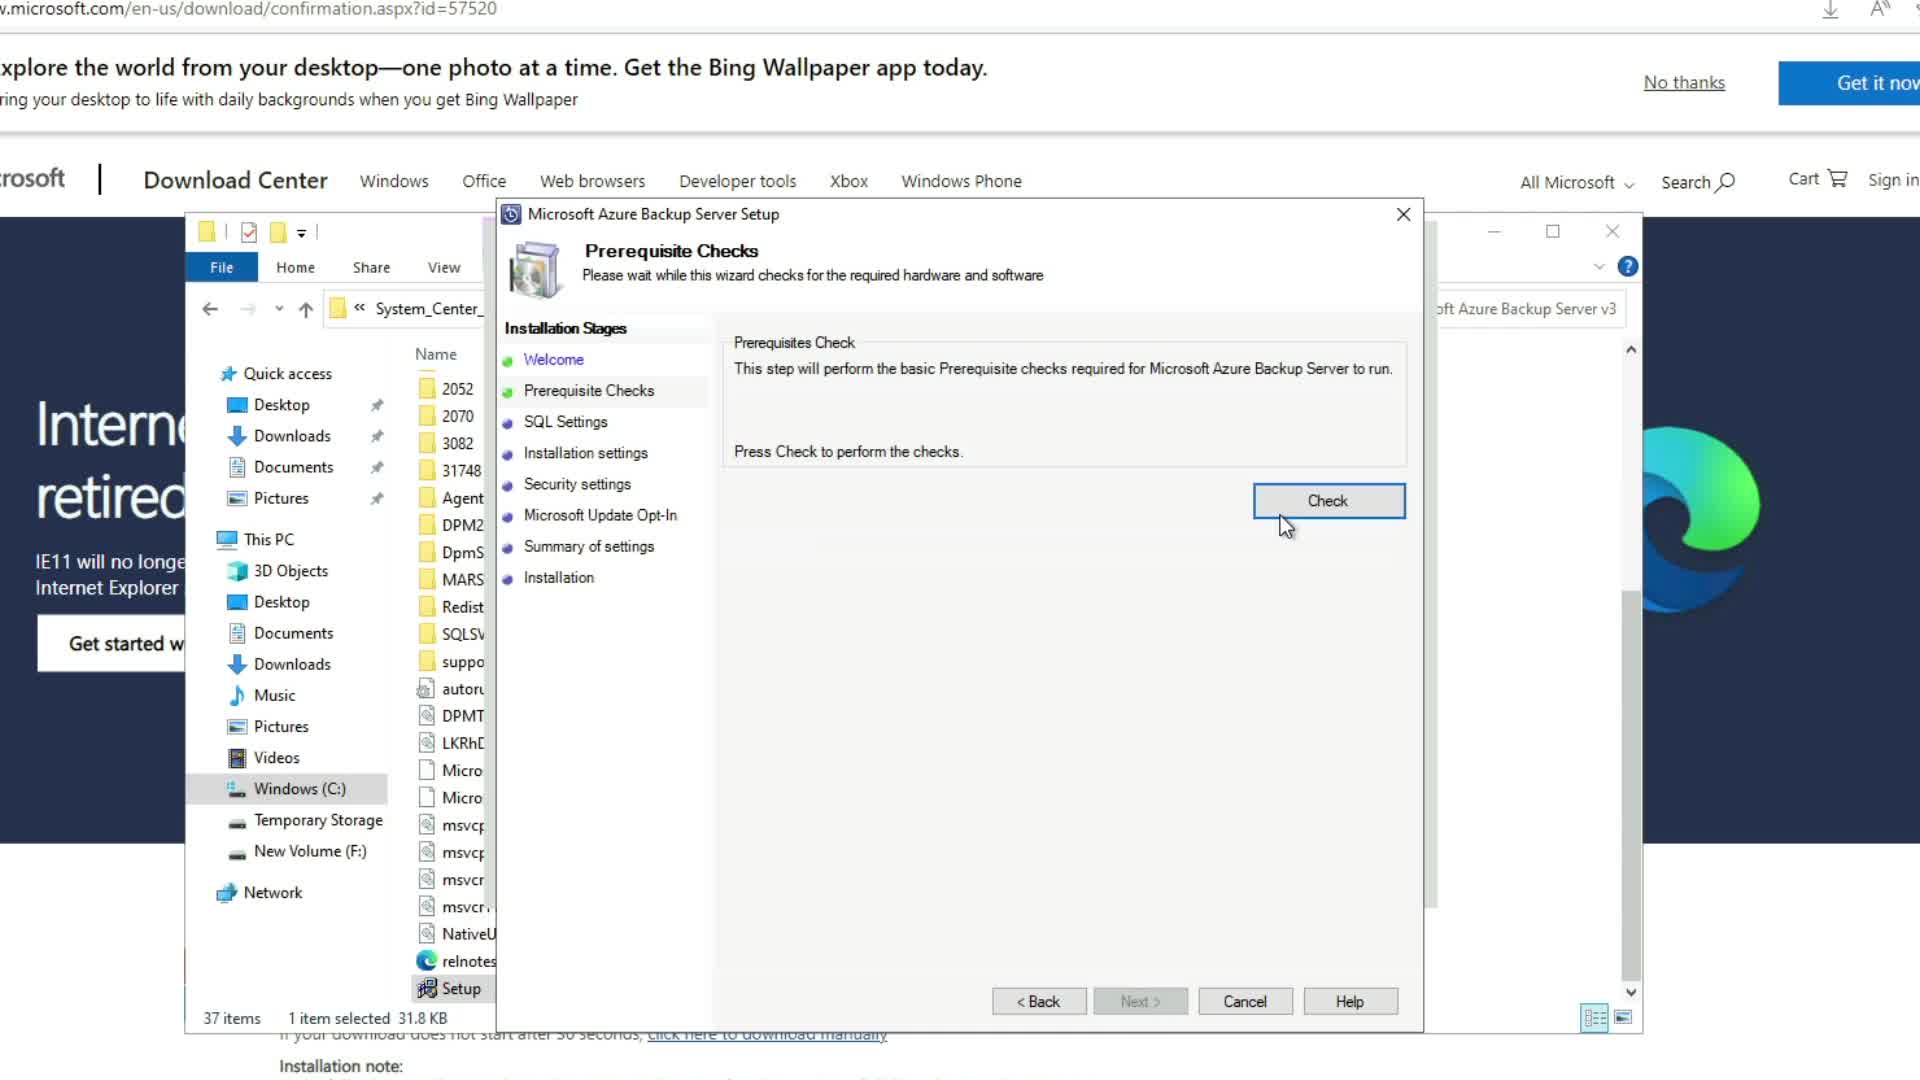 w.microsoft.com/en-us/download/confirmation.aspx?id=57520
xplore the world from your desktop—one photo at a time. Get the Bing Wallpaper app today.
ring your desktop to life with daily backgrounds when you get Bing Wallpaper
No thanks
Get it now
rosoft
Download Center
Windows
Office
Web browsers
Developer tools
Xbox
Windows Phone
All Microsoft
Search
Cart
Sign in
Microsoft Azure Backup Server Setup
Prerequisite Checks
Please wait while this wizard checks for the required hardware and software
File
Home
Share
View
« System_Center_
oft Azure Backup Server v3
Name
Quick access
Desktop
Downloads
Documents
Pictures
This PC
3D Objects
Desktop
Documents
Downloads
Music
Pictures
Videos
Windows (C:)
Temporary Storage
New Volume (F:)
Network
2052
2070
3082
31748
Agent
DPM2
DpmS
MARS
Redist
SQLSV
suppo
autoru
DPMT
LKRhD
Micro
Micro
msvcp
msvcp
msvcr
msvcr
NativeU
relnotes
Setup
37 items
1 item selected 31.8 KB
Installation Stages
Welcome
Prerequisite Checks
SQL Settings
Installation settings
Security settings
Microsoft Update Opt-In
Summary of settings
Installation
Prerequisites Check
This step will perform the basic Prerequisite checks required for Microsoft Azure Backup Server to run.
Press Check to perform the checks.
Check
< Back
Next >
Cancel
Help
Interne
retired
IE11 will no longe
Internet Explorer
Get started w
If your download does not start after 30 seconds, click here to download manually
Installation note: